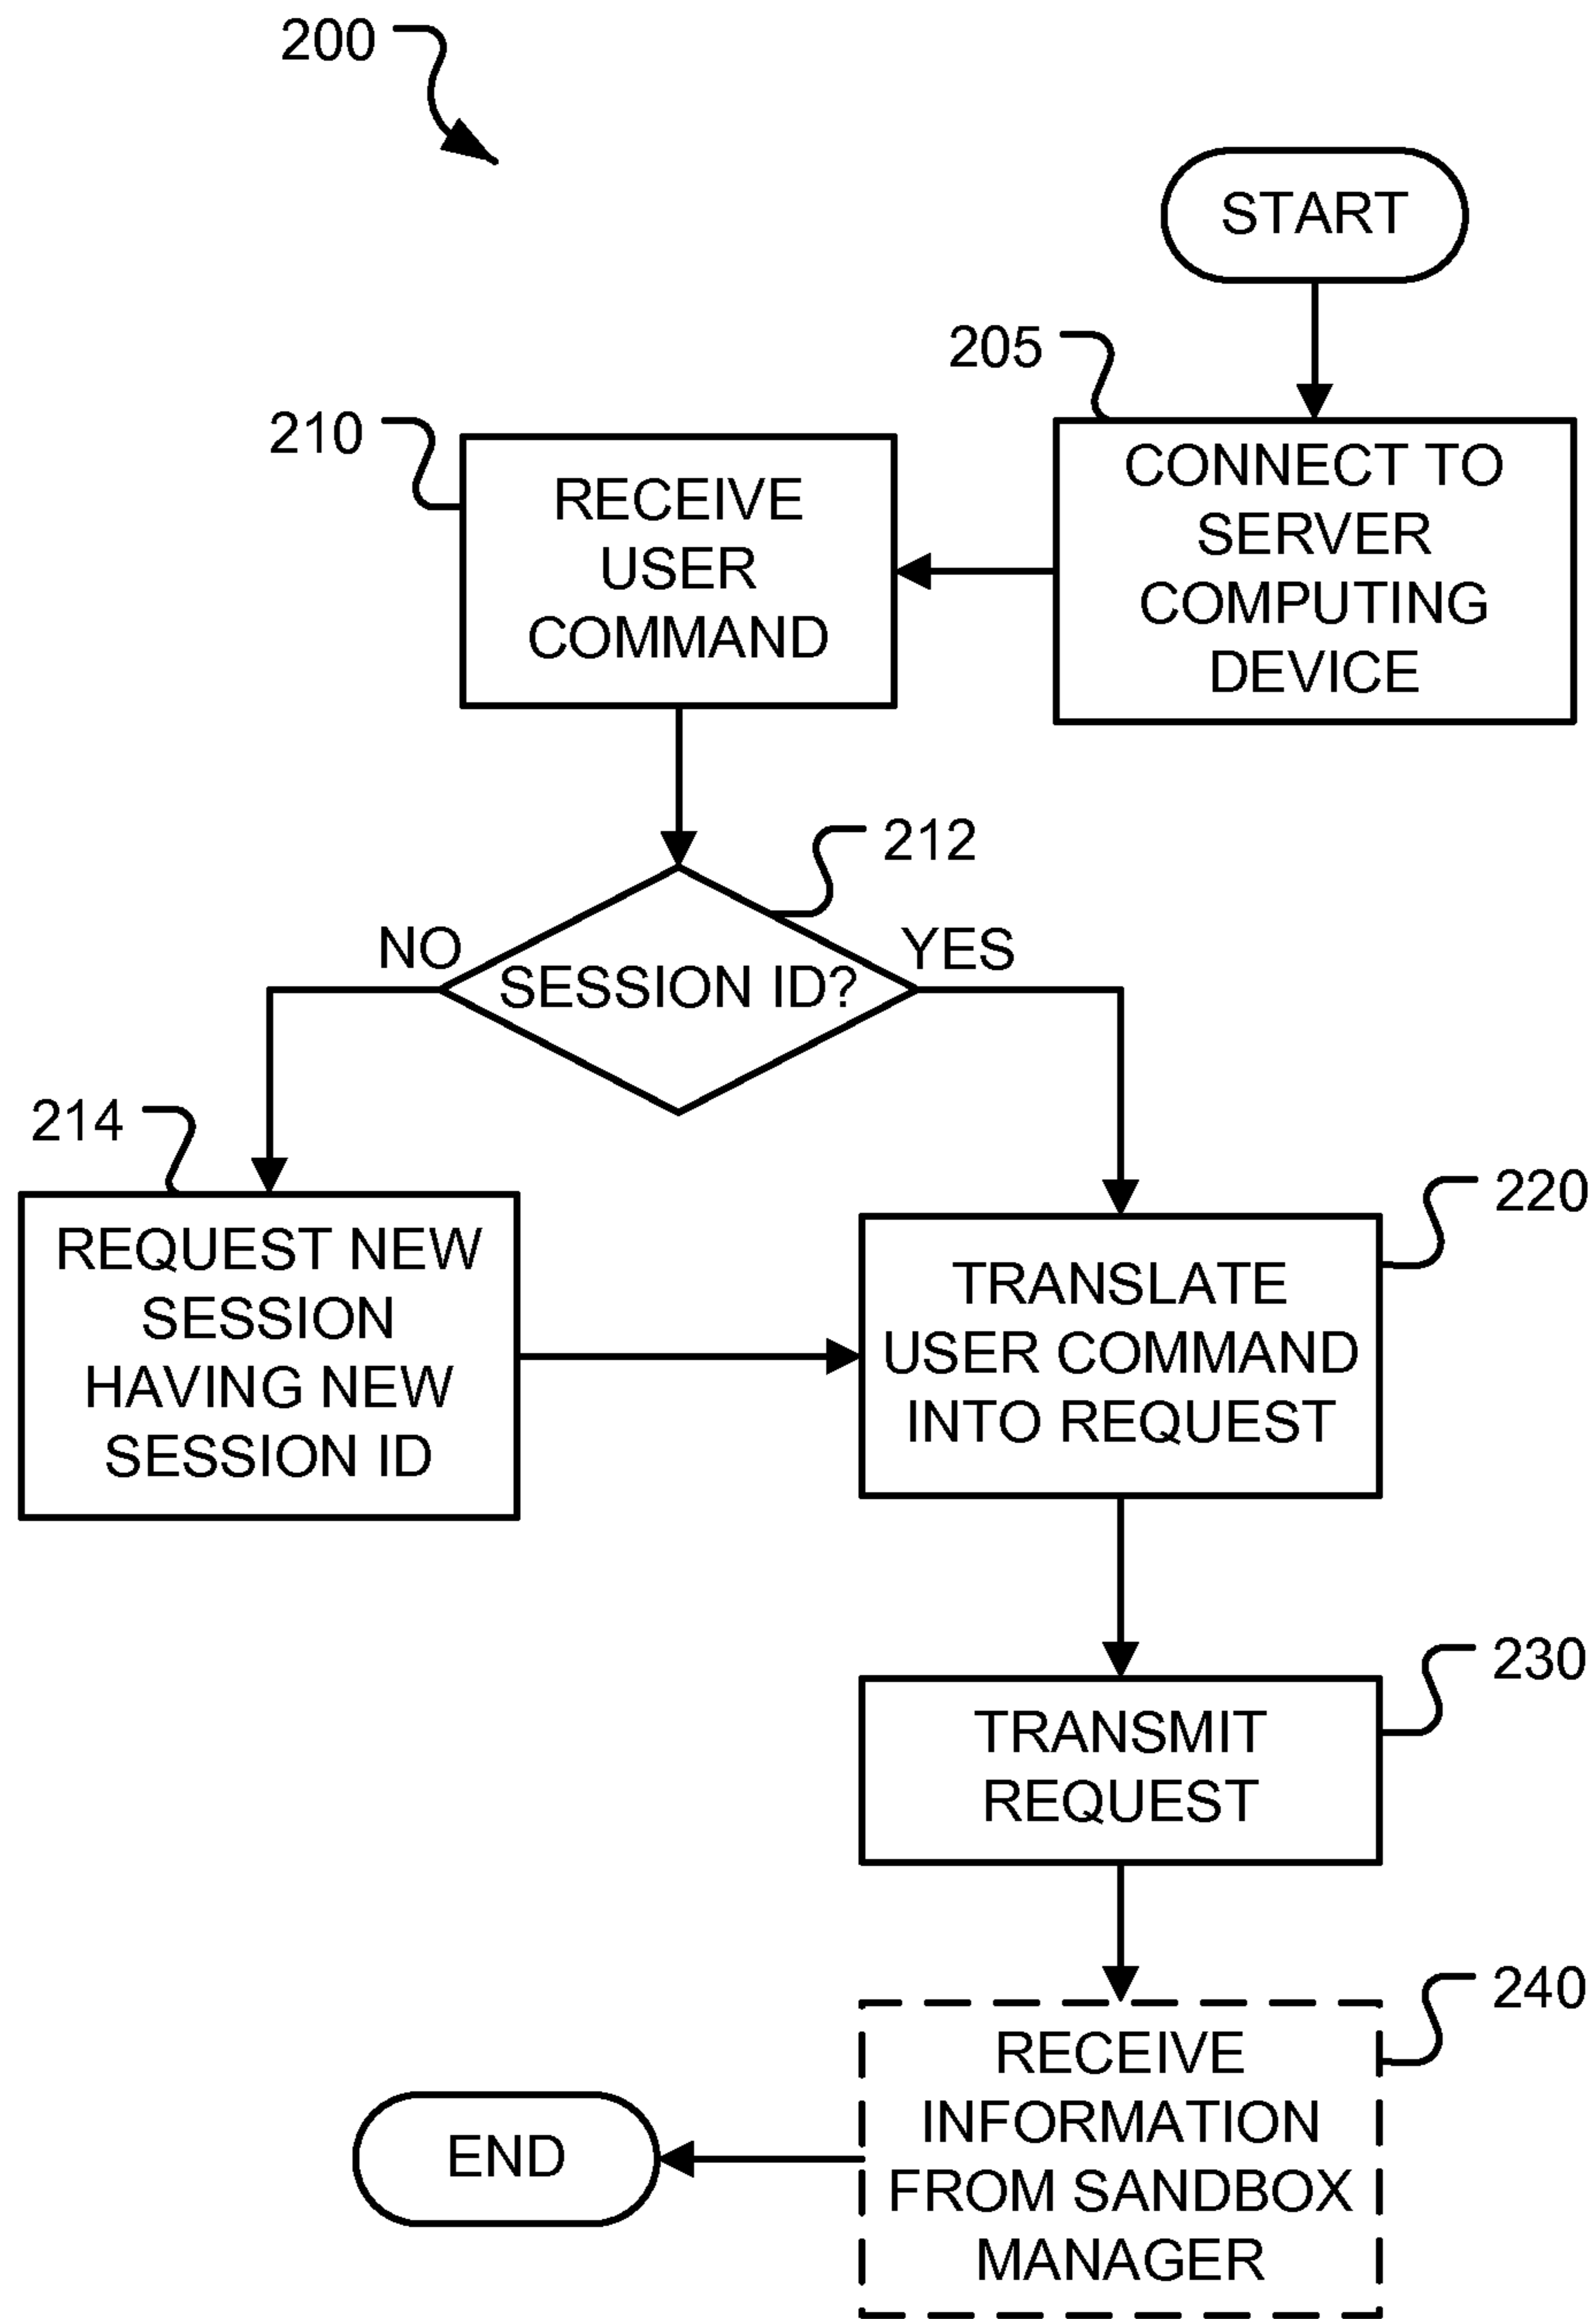 200
START
205
CONNECT TO
SERVER
COMPUTING
DEVICE
210
RECEIVE
USER
COMMAND
212
NO
SESSION ID?
YES
214
REQUEST NEW
SESSION
HAVING NEW
SESSION ID
220
TRANSLATE
USER COMMAND
INTO REQUEST
230
TRANSMIT
REQUEST
240
RECEIVE
INFORMATION
FROM SANDBOX
MANAGER
END